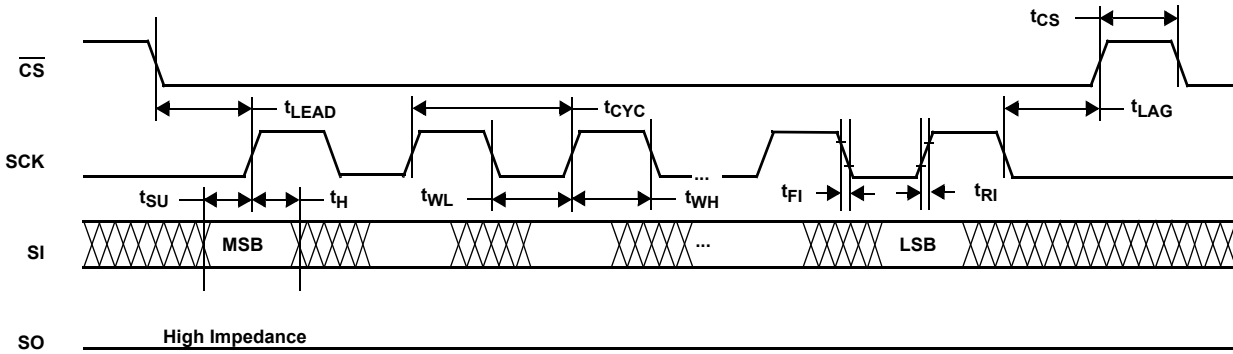 tCS
CS
tLEAD
tCYC
tLAG
SCK
...
tSU
tH
tWL
tWH
tFI
tRI
SI
MSB
...
LSB
SO
High Impedance